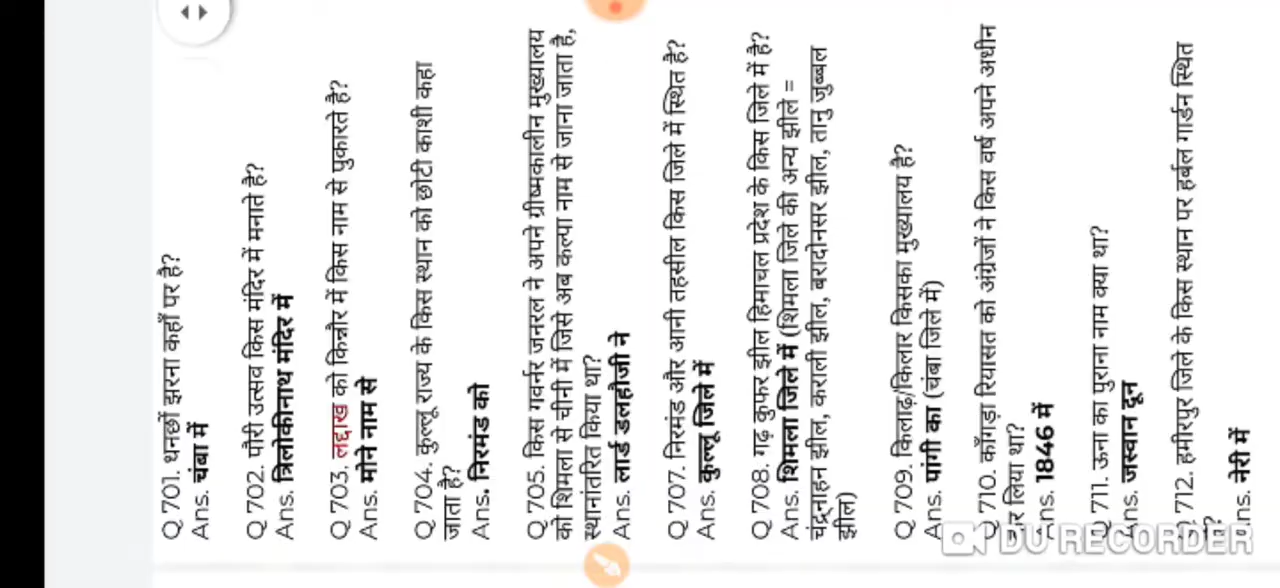 Q 701. धनछों झरना कहाँ पर है?
Ans. चंबा में
Q 702. पौरी उत्सव किस मंदिर में मनाते है?
Ans. त्रिलोकीनाथ मंदिर में
Q 703. लद्दाख को किन्नौर में किस नाम से पुकारते है?
Ans. मोने नाम से
Q 704. कुल्लू राज्य के किस स्थान को छोटी काशी कहा
जाता है?
Ans. निरमंड को
Q 705. किस गवर्नर जनरल ने अपने ग्रीष्मकालीन मुख्यालय
को शिमला से चीनी में जिसे अब कल्पा नाम से जाना जाता है,
स्थानांतरित किया था?
Ans. लार्ड डलहौजी ने
Q 707. निरमंड और आनी तहसील किस जिले में स्थित है?
Ans. कुल्लू जिले में
Q 708. गढ़ कुफर झील हिमाचल प्रदेश के किस जिले में है?
Ans. शिमला जिले में (शिमला जिले की अन्य झीले =
चंद्रनाहन झील, कराली झील, बरादोनसर झील, तानु जुब्बल
झील)
Q 709. किलाढ़/किलार किसका मुख्यालय है?
Ans. पांगी का (चंबा जिले में)
Q 710. काँगड़ा रियासत को अंग्रेजों ने किस वर्ष अपने अधीन
कर लिया था?
Ans. 1846 में
Q 711. ऊना का पुराना नाम क्या था?
Ans. जस्वान दून
Q 712. हमीरपुर जिले के किस स्थान पर हर्बल गार्डन स्थित
है?
Ans. नेरी में
DU RECORDER